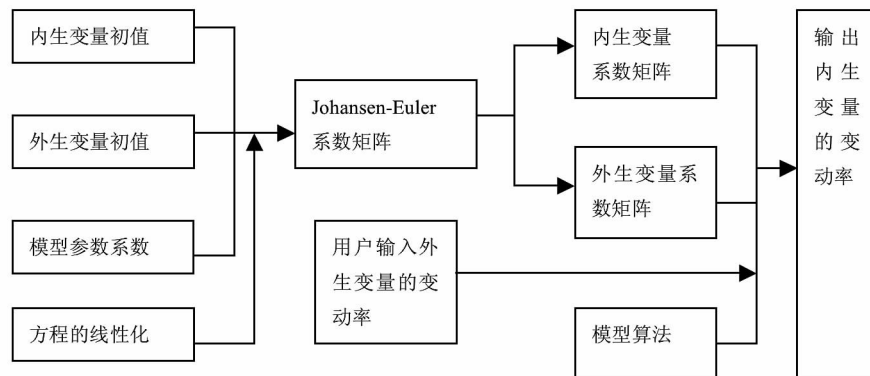 内生变量初值
外生变量初值
模型参数系数
方程的线性化
Johansen-Euler
系数矩阵
用户输入外
生变量的变
动率
内生变量
系数矩阵
外生变量系
数矩阵
模型算法
输出
内生
变量
的变
动率